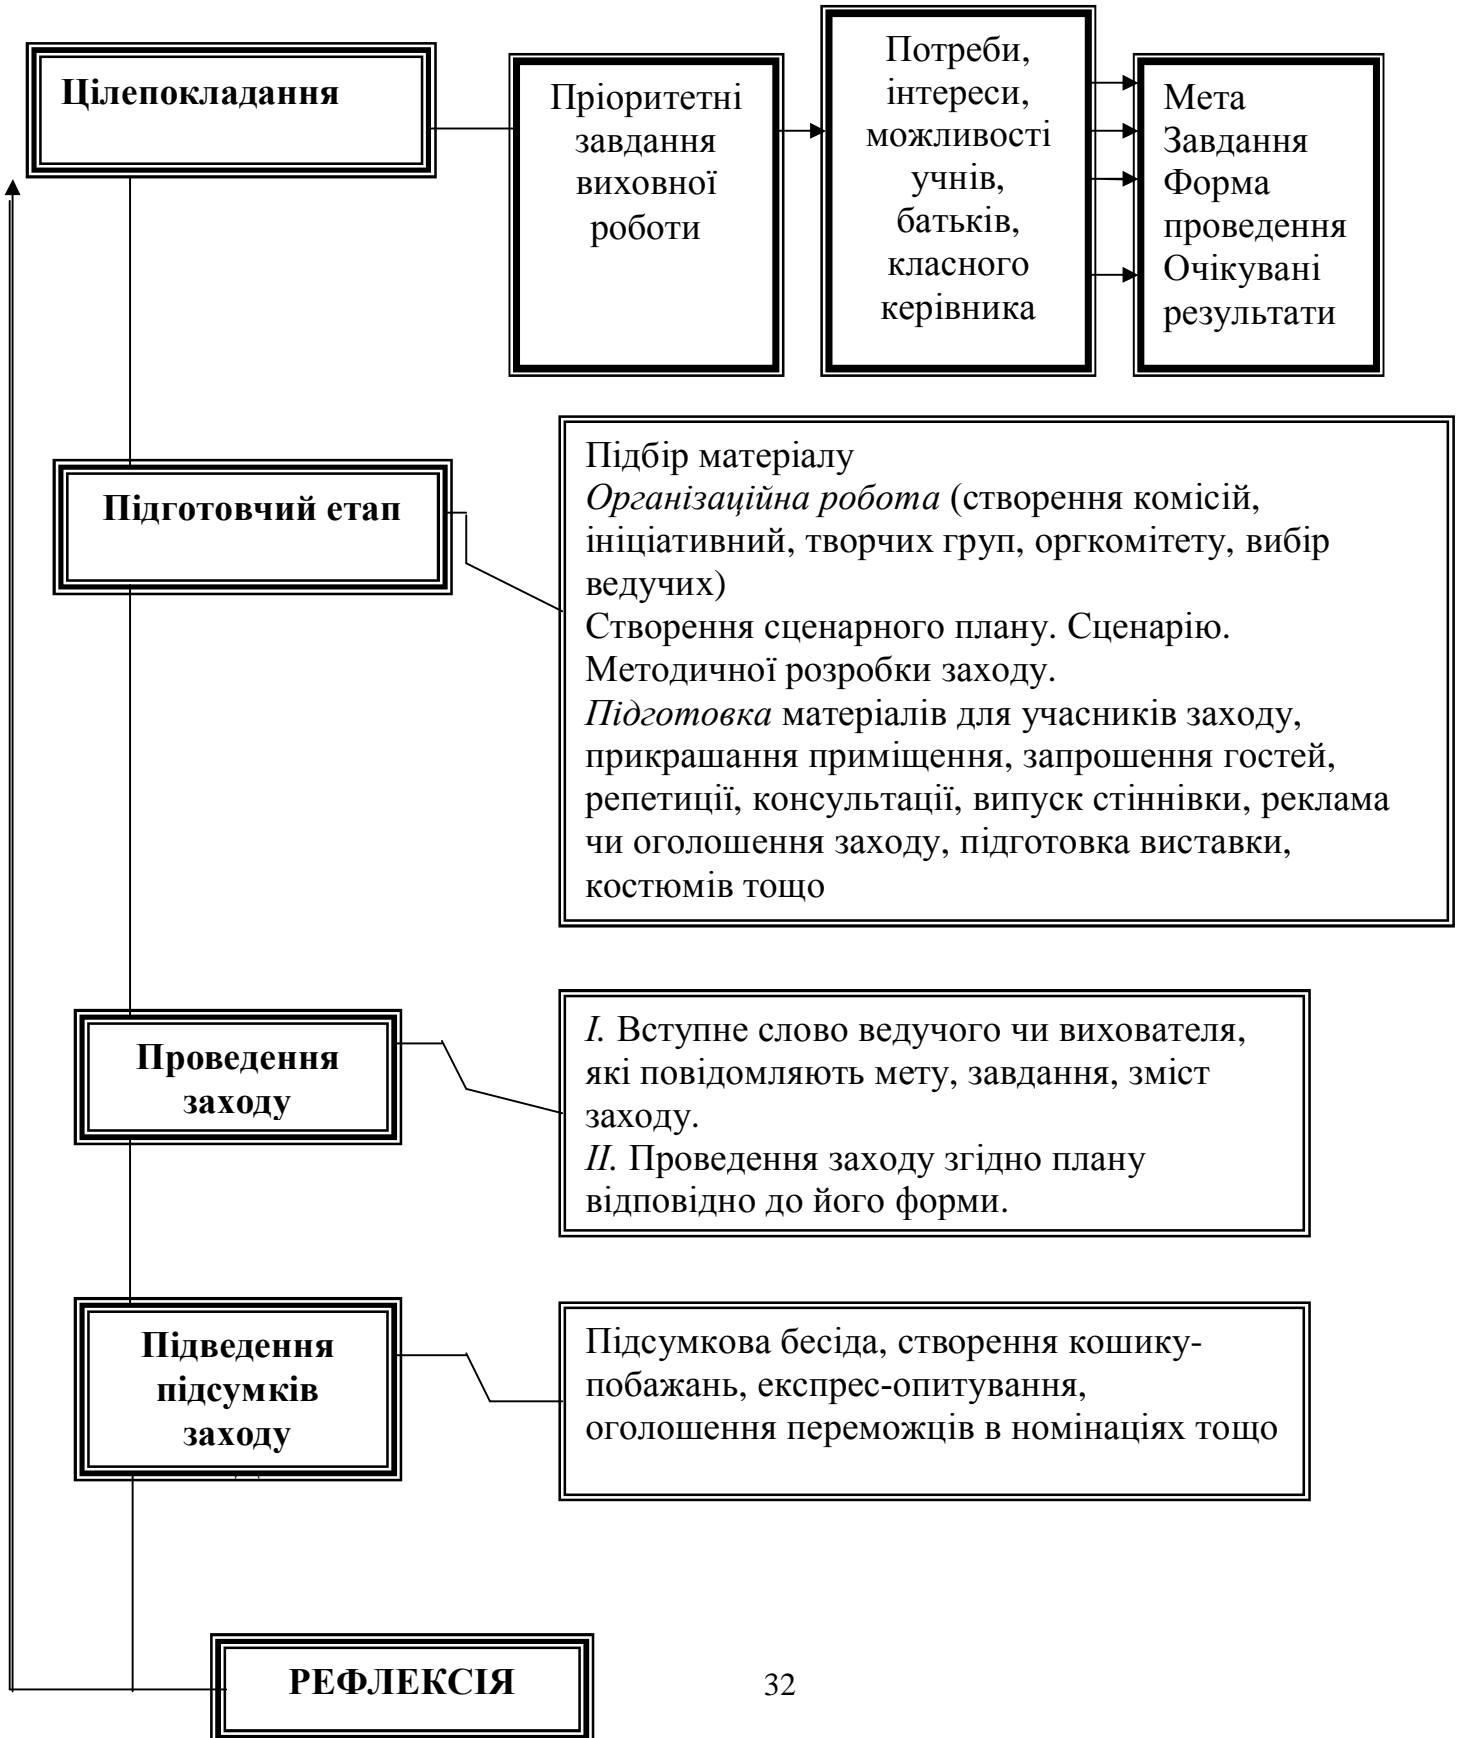 Цілепокладання
Пріоритетні
завдання
виховної
роботи
Потреби,
інтереси,
можливості
учнів,
батьків,
класного
керівника
Мета
Завдання
Форма
проведення
Очікувані
результати
Підготовчий етап
Підбір матеріалу
Організаційна робота (створення комісій,
ініціативний, творчих груп, оргкомітету, вибір
ведучих)
Створення сценарного плану. Сценарію.
Методичної розробки заходу.
Підготовка матеріалів для учасників заходу,
прикрашання приміщення, запрошення гостей,
репетиції, консультації, випуск стіннівки, реклама
чи оголошення заходу, підготовка виставки,
костюмів тощо
Проведення
заходу
І. Вступне слово ведучого чи вихователя,
які повідомляють мету, завдання, зміст
заходу.
ІІ. Проведення заходу згідно плану
відповідно до його форми.
Підведення
підсумків
заходу
Підсумкова бесіда, створення кошику-
побажань, експрес-опитування,
оголошення переможців в номінаціях тощо
РЕФЛЕКСІЯ
32